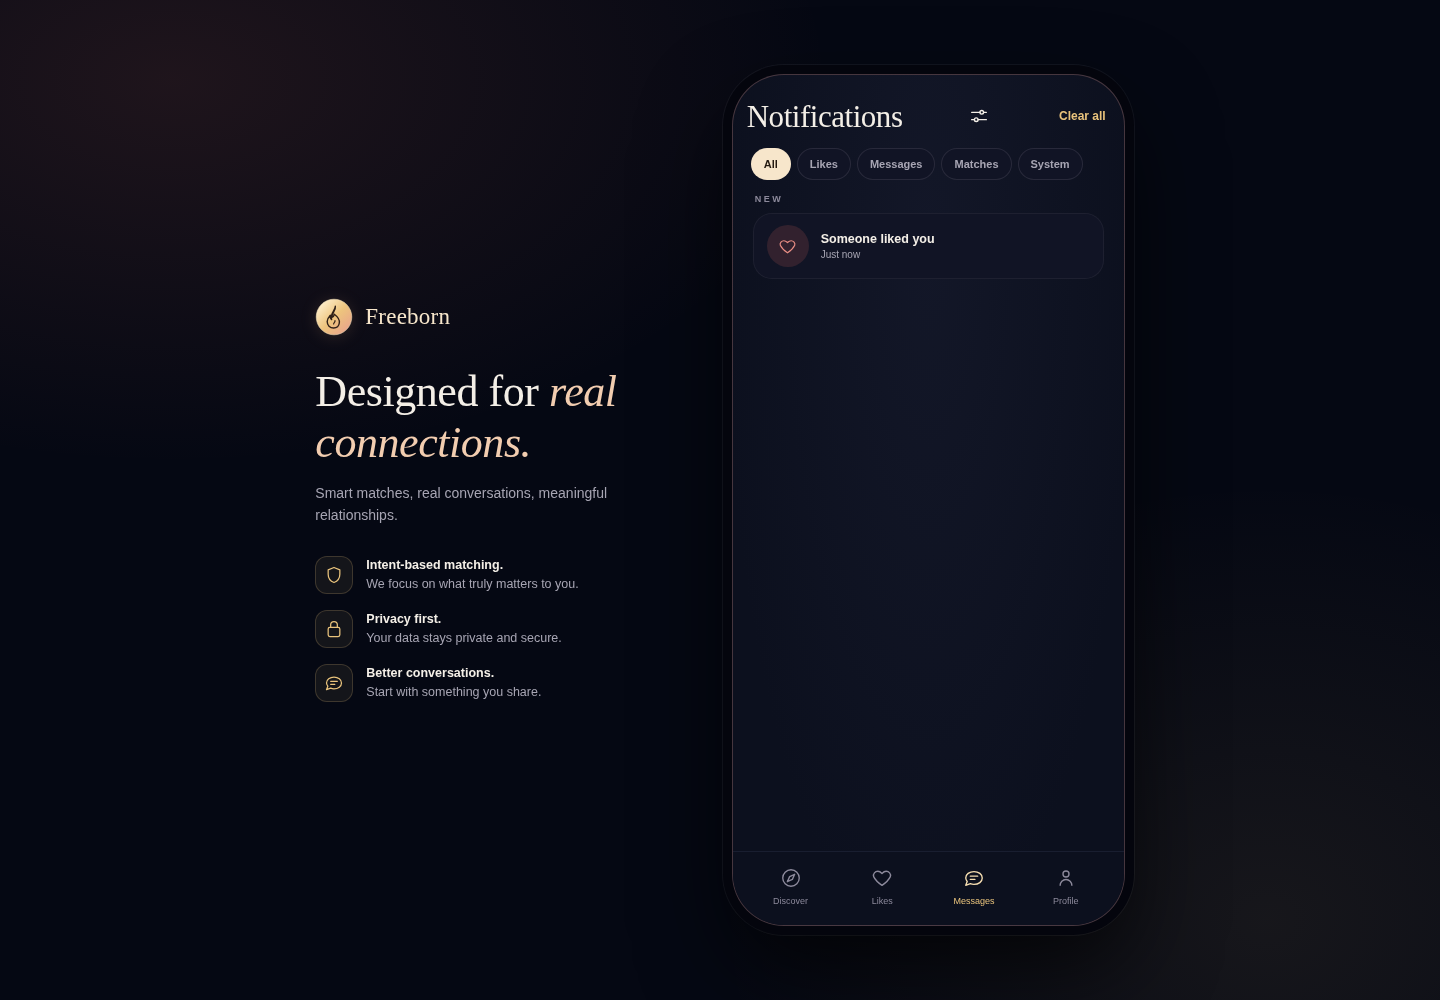 Freeborn
Designed for real
connections.
Smart matches, real conversations, meaningful
relationships.
Intent-based matching.
We focus on what truly matters to you.
Privacy first.
Your data stays private and secure.
Better conversations.
Start with something you share.
Notifications
Clear all
All Likes Messages Matches System
NEW
Someone liked you
Just now
Discover Likes Messages Profile